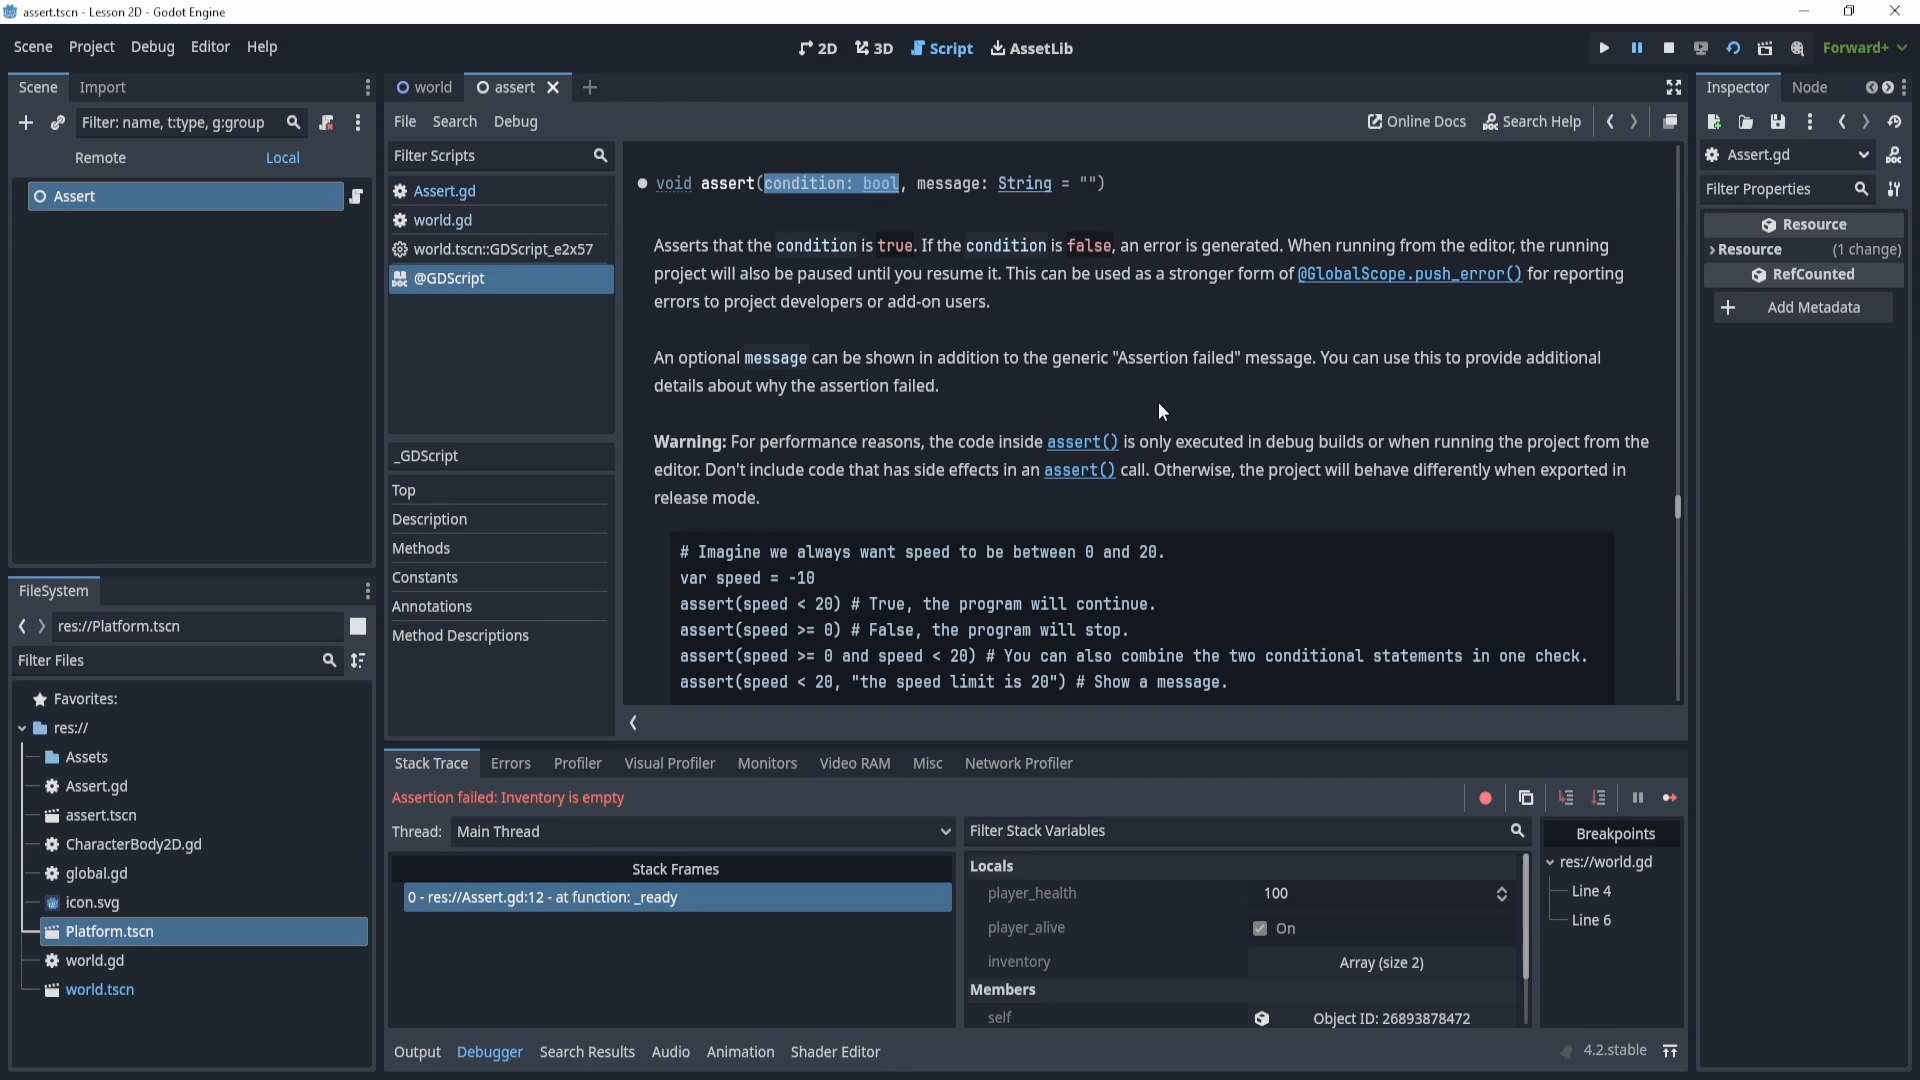 assert.tscn - Lesson 2D - Godot Engine
Scene Project Debug Editor Help
2D 3D Script AssetLib
Forward+
Scene Import
Filter: name, t:type, g:group
Remote Local
Assert
FileSystem
res://Platform.tscn
Filter Files
Favorites:
res://
Assets
Assert.gd
assert.tscn
CharacterBody2D.gd
global.gd
icon.svg
Platform.tscn
world.gd
world.tscn
world assert
File Search Debug
Online Docs Search Help
Filter Scripts
Assert.gd
world.gd
world.tscn::GDScript_e2x57
@GDScript
_GDScript
Top
Description
Methods
Constants
Annotations
Method Descriptions
void assert(condition: bool, message: String = "")
Asserts that the condition is true. If the condition is false, an error is generated. When running from the editor, the running
project will also be paused until you resume it. This can be used as a stronger form of @GlobalScope.push_error() for reporting
errors to project developers or add-on users.
An optional message can be shown in addition to the generic "Assertion failed" message. You can use this to provide additional
details about why the assertion failed.
Warning: For performance reasons, the code inside assert() is only executed in debug builds or when running the project from the
editor. Don't include code that has side effects in an assert() call. Otherwise, the project will behave differently when exported in
release mode.
# Imagine we always want speed to be between 0 and 20.
var speed = -10
assert(speed < 20) # True, the program will continue.
assert(speed >= 0) # False, the program will stop.
assert(speed >= 0 and speed < 20) # You can also combine the two conditional statements in one check.
assert(speed < 20, "the speed limit is 20") # Show a message.
Stack Trace Errors Profiler Visual Profiler Monitors Video RAM Misc Network Profiler
Assertion failed: Inventory is empty
Thread: Main Thread
Stack Frames
0 - res://Assert.gd:12 - at function: _ready
Filter Stack Variables
Locals
player_health 100
player_alive On
inventory Array (size 2)
Members
self Object ID: 26893878472
Breakpoints
res://world.gd
Line 4
Line 6
Output Debugger Search Results Audio Animation Shader Editor
4.2.stable
Inspector Node
Assert.gd
Filter Properties
Resource
Resource (1 change)
RefCounted
Add Metadata